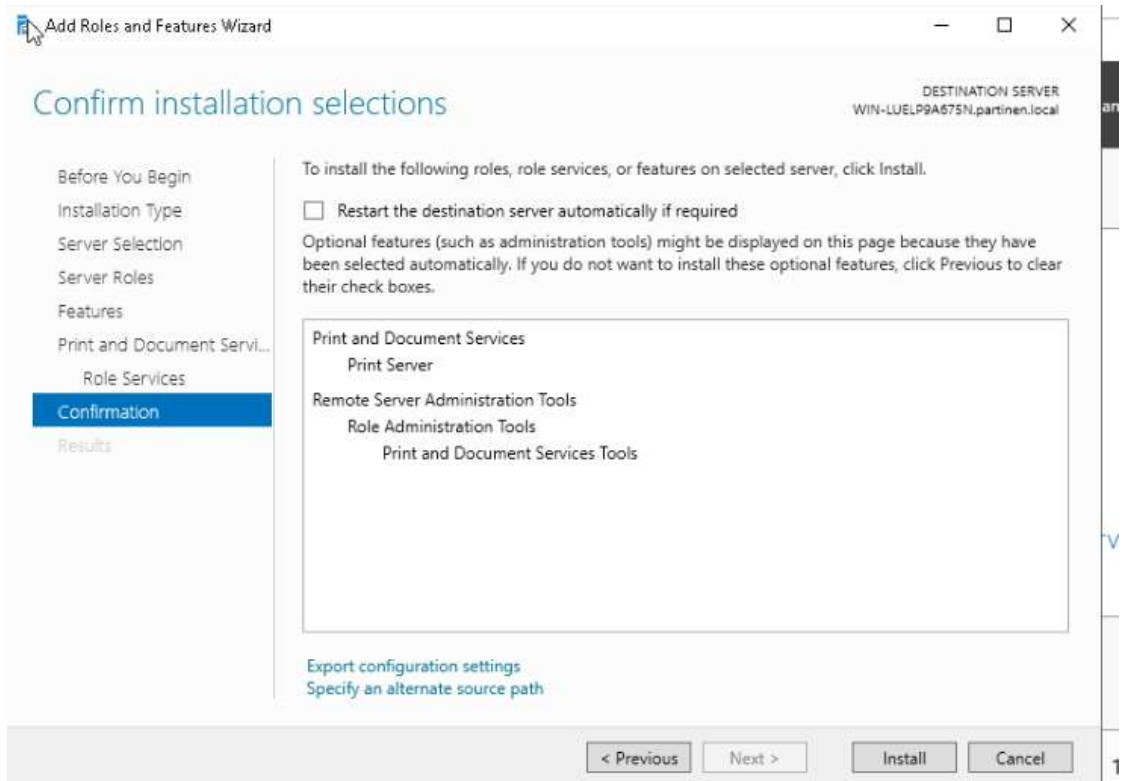 Add Roles and Features Wizard
Confirm installation selections
DESTINATION SERVER
WIN-LUELP9A675N.partinen.local
Before You Begin
Installation Type
Server Selection
Server Roles
Features
Print and Document Servi...
Role Services
Confirmation
Results
To install the following roles, role services, or features on selected server, click Install.
Restart the destination server automatically if required
Optional features (such as administration tools) might be displayed on this page because they have
been selected automatically. If you do not want to install these optional features, click Previous to clear
their check boxes.
Print and Document Services
Print Server
Remote Server Administration Tools
Role Administration Tools
Print and Document Services Tools
Export configuration settings
Specify an alternate source path
< Previous
Next >
Install
Cancel
an
1